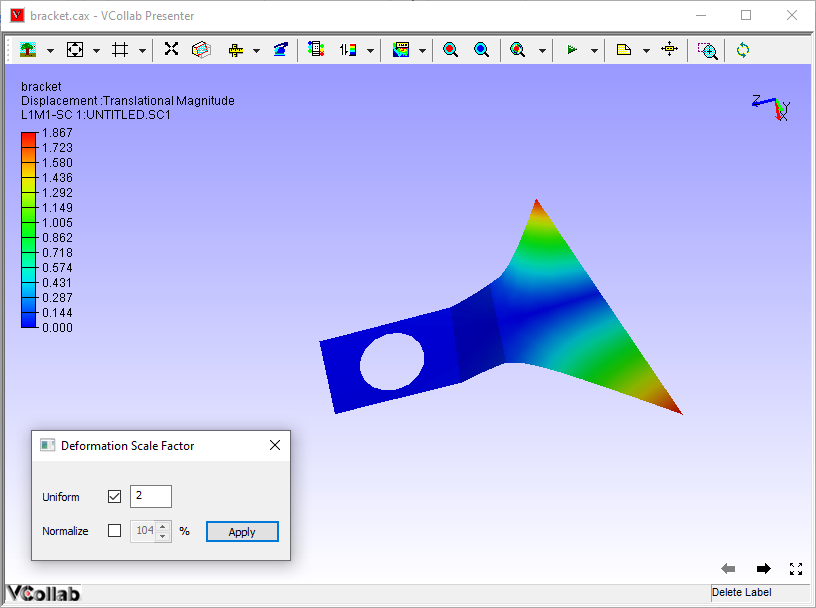 bracket.cax - VCollab Presenter
bracket
Displacement :Translational Magnitude
L1M1-SC 1:UNTITLED.SC1
1.867
1.723
1.580
1.436
1.292
1.149
1.005
0.862
0.718
0.574
0.431
0.287
0.144
0.000
Z
Y
X
Deformation Scale Factor
Uniform 2
Normalize 104 % Apply
VCollab
Delete Label